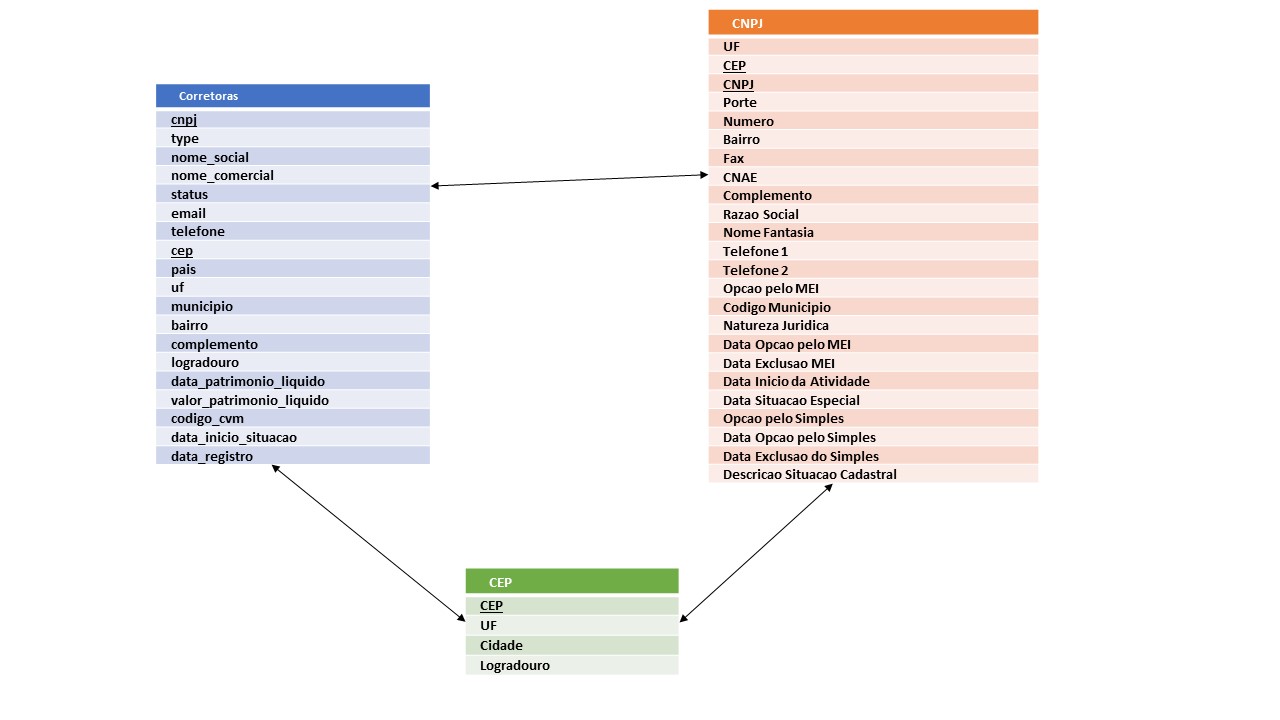 Corretoras
cnpj
type
nome_social
nome_comercial
status
email
telefone
cep
pais
uf
municipio
bairro
complemento
logradouro
data_patrimonio_liquido
valor_patrimonio_liquido
codigo_cvm
data_inicio_situacao
data_registro
CNPJ
UF
CEP
CNPJ
Porte
Numero
Bairro
Fax
CNAE
Complemento
Razao Social
Nome Fantasia
Telefone 1
Telefone 2
Opcao pelo MEI
Codigo Municipio
Natureza Juridica
Data Opcao pelo MEI
Data Exclusao MEI
Data Inicio da Atividade
Data Situacao Especial
Opcao pelo Simples
Data Opcao pelo Simples
Data Exclusao do Simples
Descricao Situacao Cadastral
CEP
CEP
UF
Cidade
Logradouro